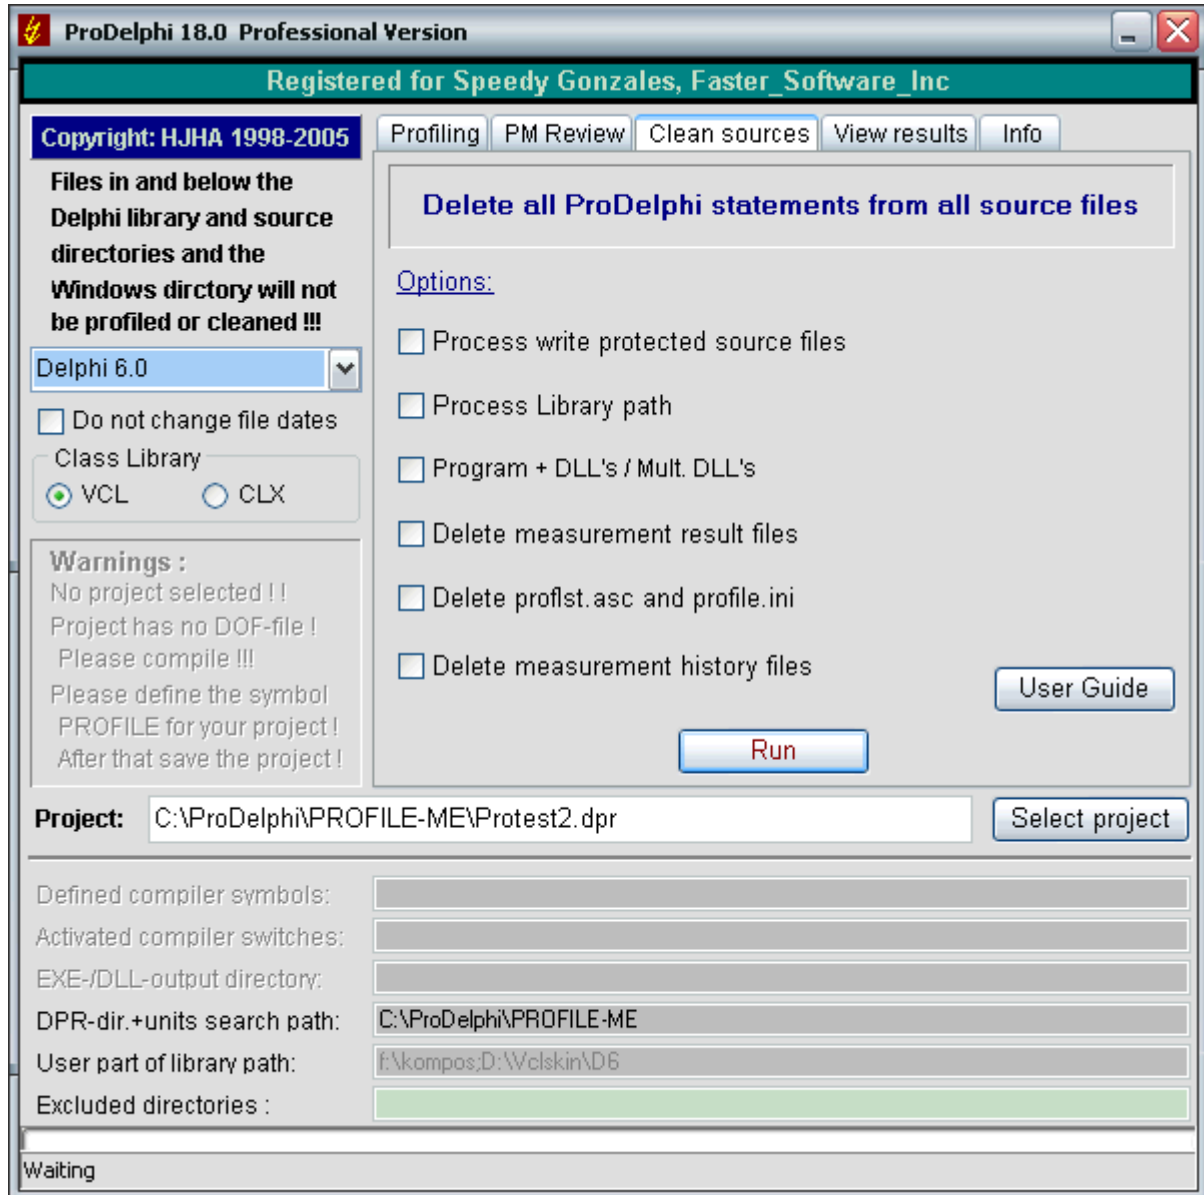 ProDelphi 18.0 Professional Version
Registered for Speedy Gonzales, Faster_Software_Inc
Copyright: HJHA 1998-2005
Files in and below the
Delphi library and source
directories and the
Windows dirctory will not
be profiled or cleaned !!!
Delphi 6.0
Do not change file dates
Class Library
VCL
CLX
Warnings :
No project selected ! !
Project has no DOF-file !
Please compile !!!
Please define the symbol
PROFILE for your project !
After that save the project !
Profiling
PM Review
Clean sources
View results
Info
Delete all ProDelphi statements from all source files
Options:
Process write protected source files
Process Library path
Program + DLL's / Mult. DLL's
Delete measurement result files
Delete proflst.asc and profile.ini
Delete measurement history files
User Guide
Run
Project: C:\ProDelphi\PROFILE-ME\Protest2.dpr
Select project
Defined compiler symbols:
Activated compiler switches:
EXE-/DLL-output directory:
DPR-dir.+units search path: C:\ProDelphi\PROFILE-ME
User part of library path: f:\kompos;D:\Vclskin\D6
Excluded directories :
Waiting